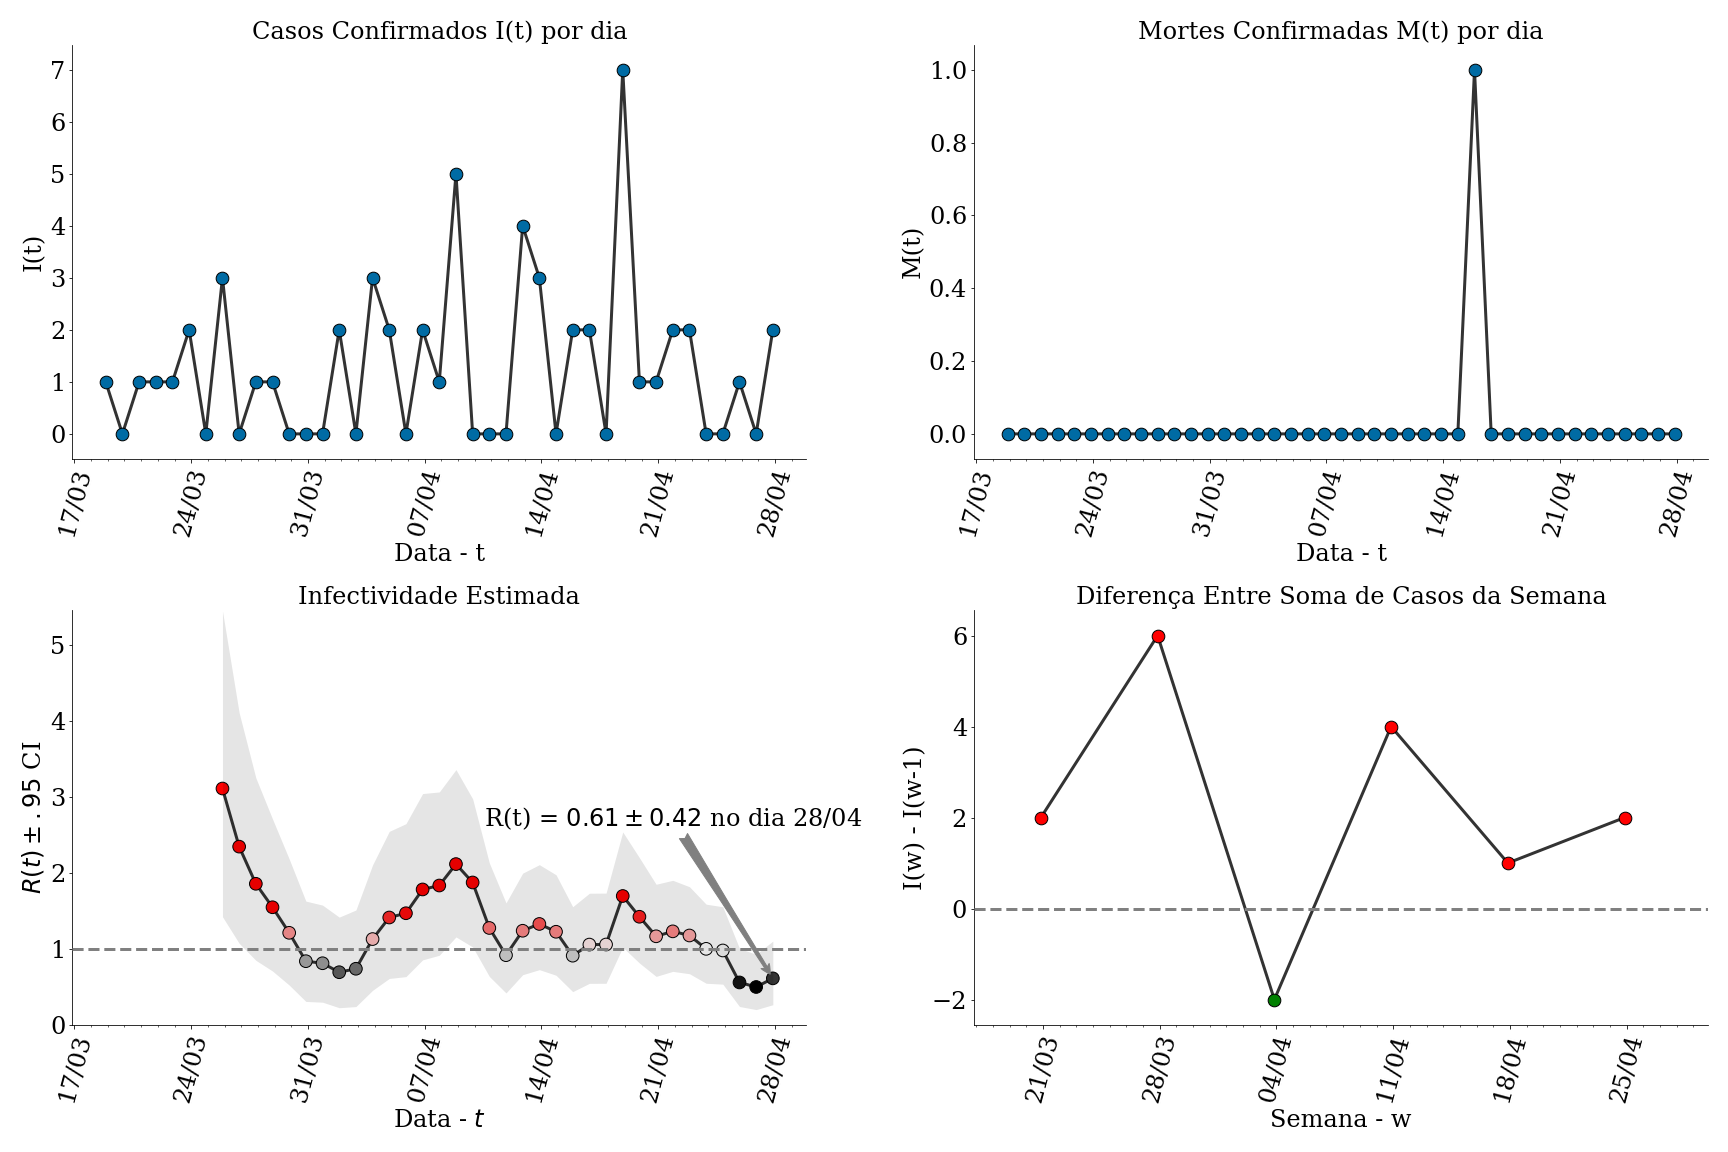 Casos Confirmados I(t) por dia
I(t)
7
6
5
4
3
2
1
0
17/03 24/03 31/03 07/04 14/04 21/04 28/04
Data - t
Mortes Confirmadas M(t) por dia
M(t)
1.0
0.8
0.6
0.4
0.2
0.0
17/03 24/03 31/03 07/04 14/04 21/04 28/04
Data - t
Infectividade Estimada
R(t) ± .95 CI
5
4
3
2
1
0
R(t) = 0.61 ± 0.42 no dia 28/04
17/03 24/03 31/03 07/04 14/04 21/04 28/04
Data - t
Diferença Entre Soma de Casos da Semana
I(w) - I(w-1)
6
4
2
0
−2
21/03 28/03 04/04 11/04 18/04 25/04
Semana - w